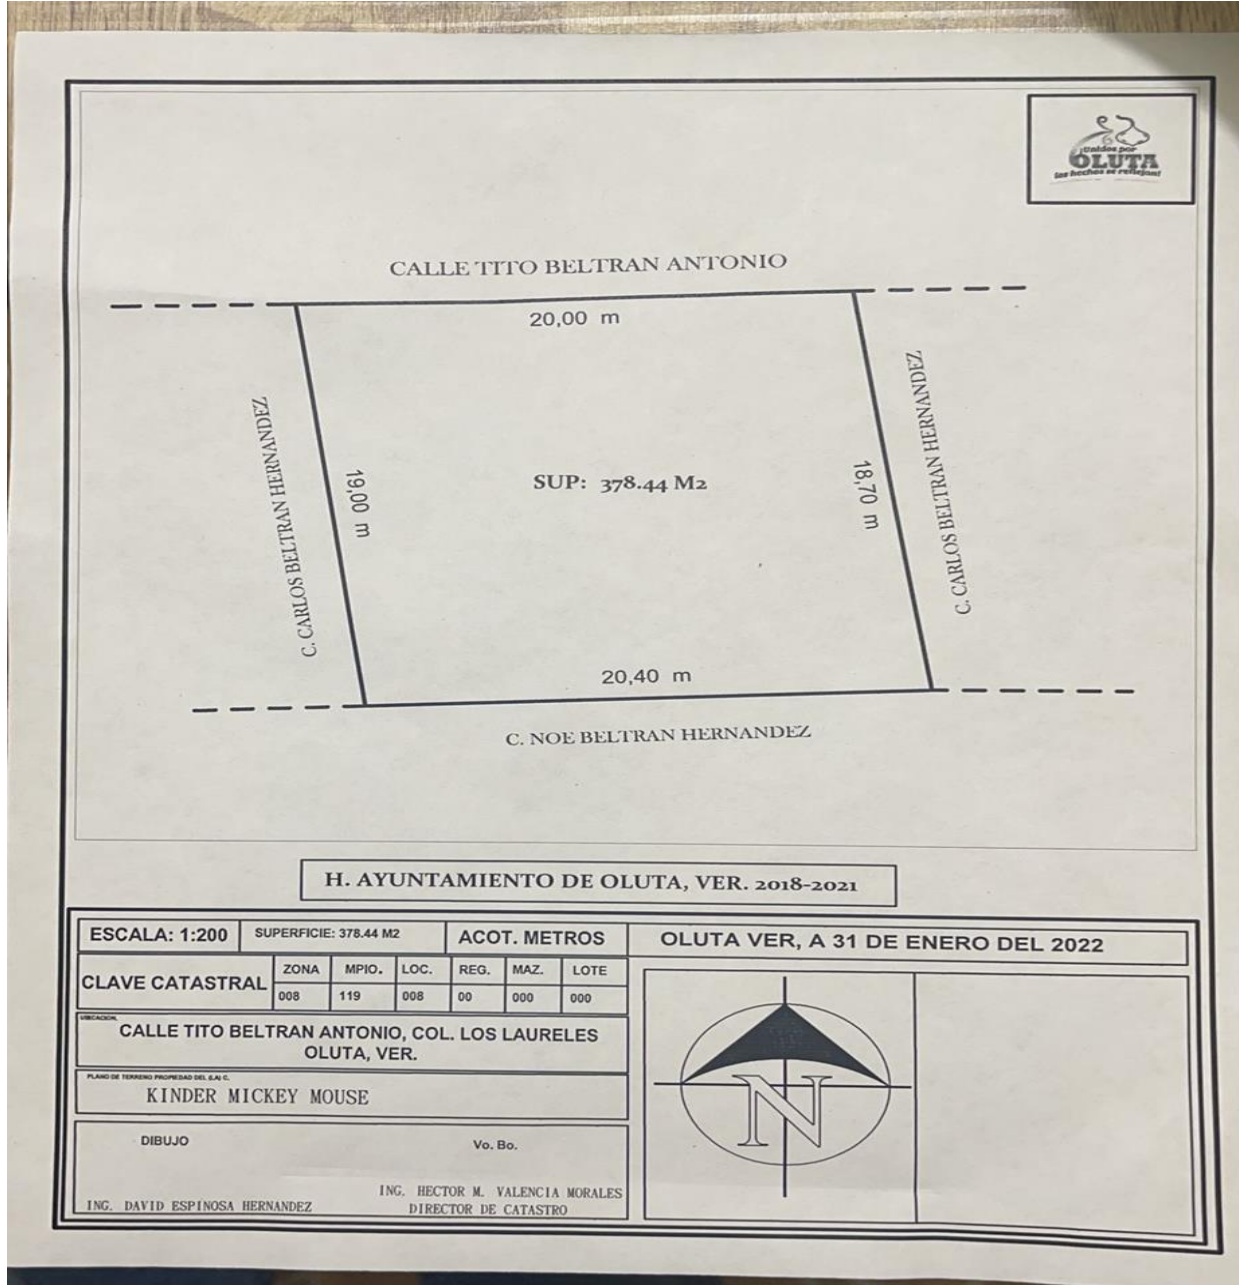 ¡Unidos por
OLUTA
los hechos se reflejan!
CALLE TITO BELTRAN ANTONIO
20,00 m
C. CARLOS BELTRAN HERNANDEZ
19,00 m
SUP: 378.44 M2
18,70 m
C. CARLOS BELTRAN HERNANDEZ
20,40 m
C. NOE BELTRAN HERNANDEZ
H. AYUNTAMIENTO DE OLUTA, VER. 2018-2021
ESCALA: 1:200 SUPERFICIE: 378.44 M2 ACOT. METROS OLUTA VER, A 31 DE ENERO DEL 2022
CLAVE CATASTRAL ZONA MPIO. LOC. REG. MAZ. LOTE
008 119 008 00 000 000
UBICACION.
CALLE TITO BELTRAN ANTONIO, COL. LOS LAURELES
OLUTA, VER.
PLANO DE TERRENO PROPIEDAD DEL (LA) C.
KINDER MICKEY MOUSE
N
DIBUJO Vo. Bo.
ING. DAVID ESPINOSA HERNANDEZ
ING. HECTOR M. VALENCIA MORALES
DIRECTOR DE CATASTRO